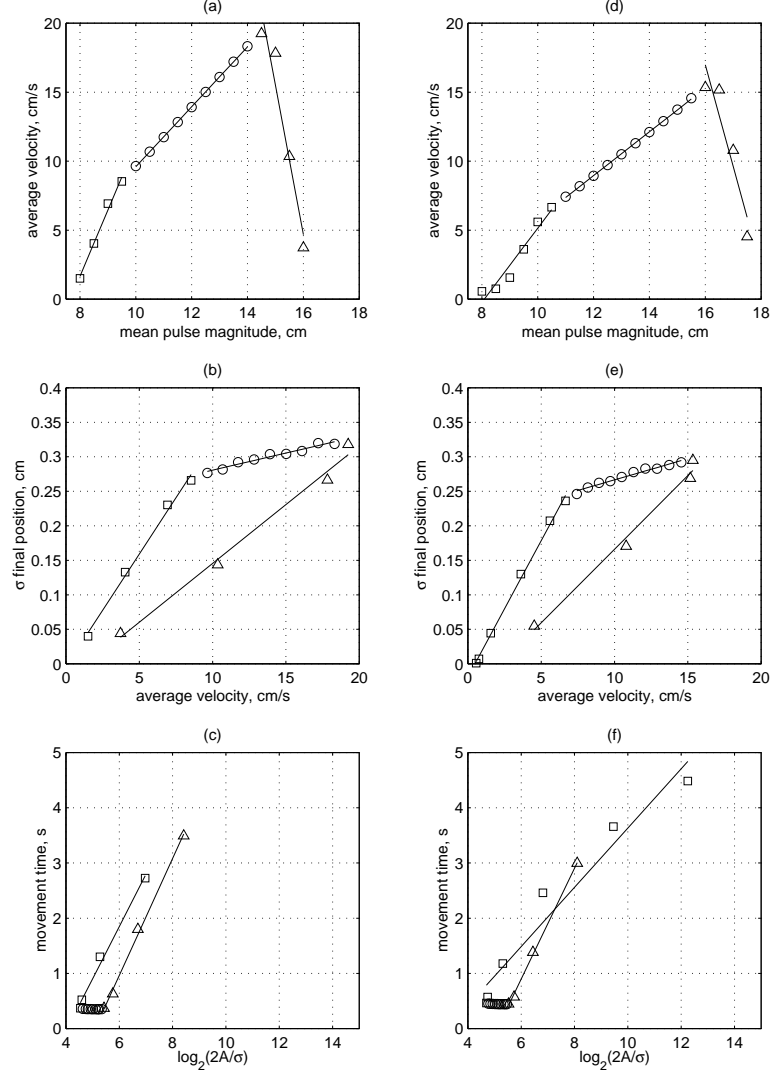 (a)
20
15
10
5
0
average velocity, cm/s
8 10 12 14 16 18
mean pulse magnitude, cm
(d)
20
15
10
5
0
average velocity, cm/s
8 10 12 14 16 18
mean pulse magnitude, cm
(b)
0.4
0.35
0.3
0.25
0.2
0.15
0.1
0.05
0
σ final position, cm
0 5 10 15 20
average velocity, cm/s
(e)
0.4
0.35
0.3
0.25
0.2
0.15
0.1
0.05
0
σ final position, cm
0 5 10 15 20
average velocity, cm/s
(c)
5
4
3
2
1
0
movement time, s
4 6 8 10 12 14
log2(2A/σ)
(f)
5
4
3
2
1
0
movement time, s
4 6 8 10 12 14
log2(2A/σ)